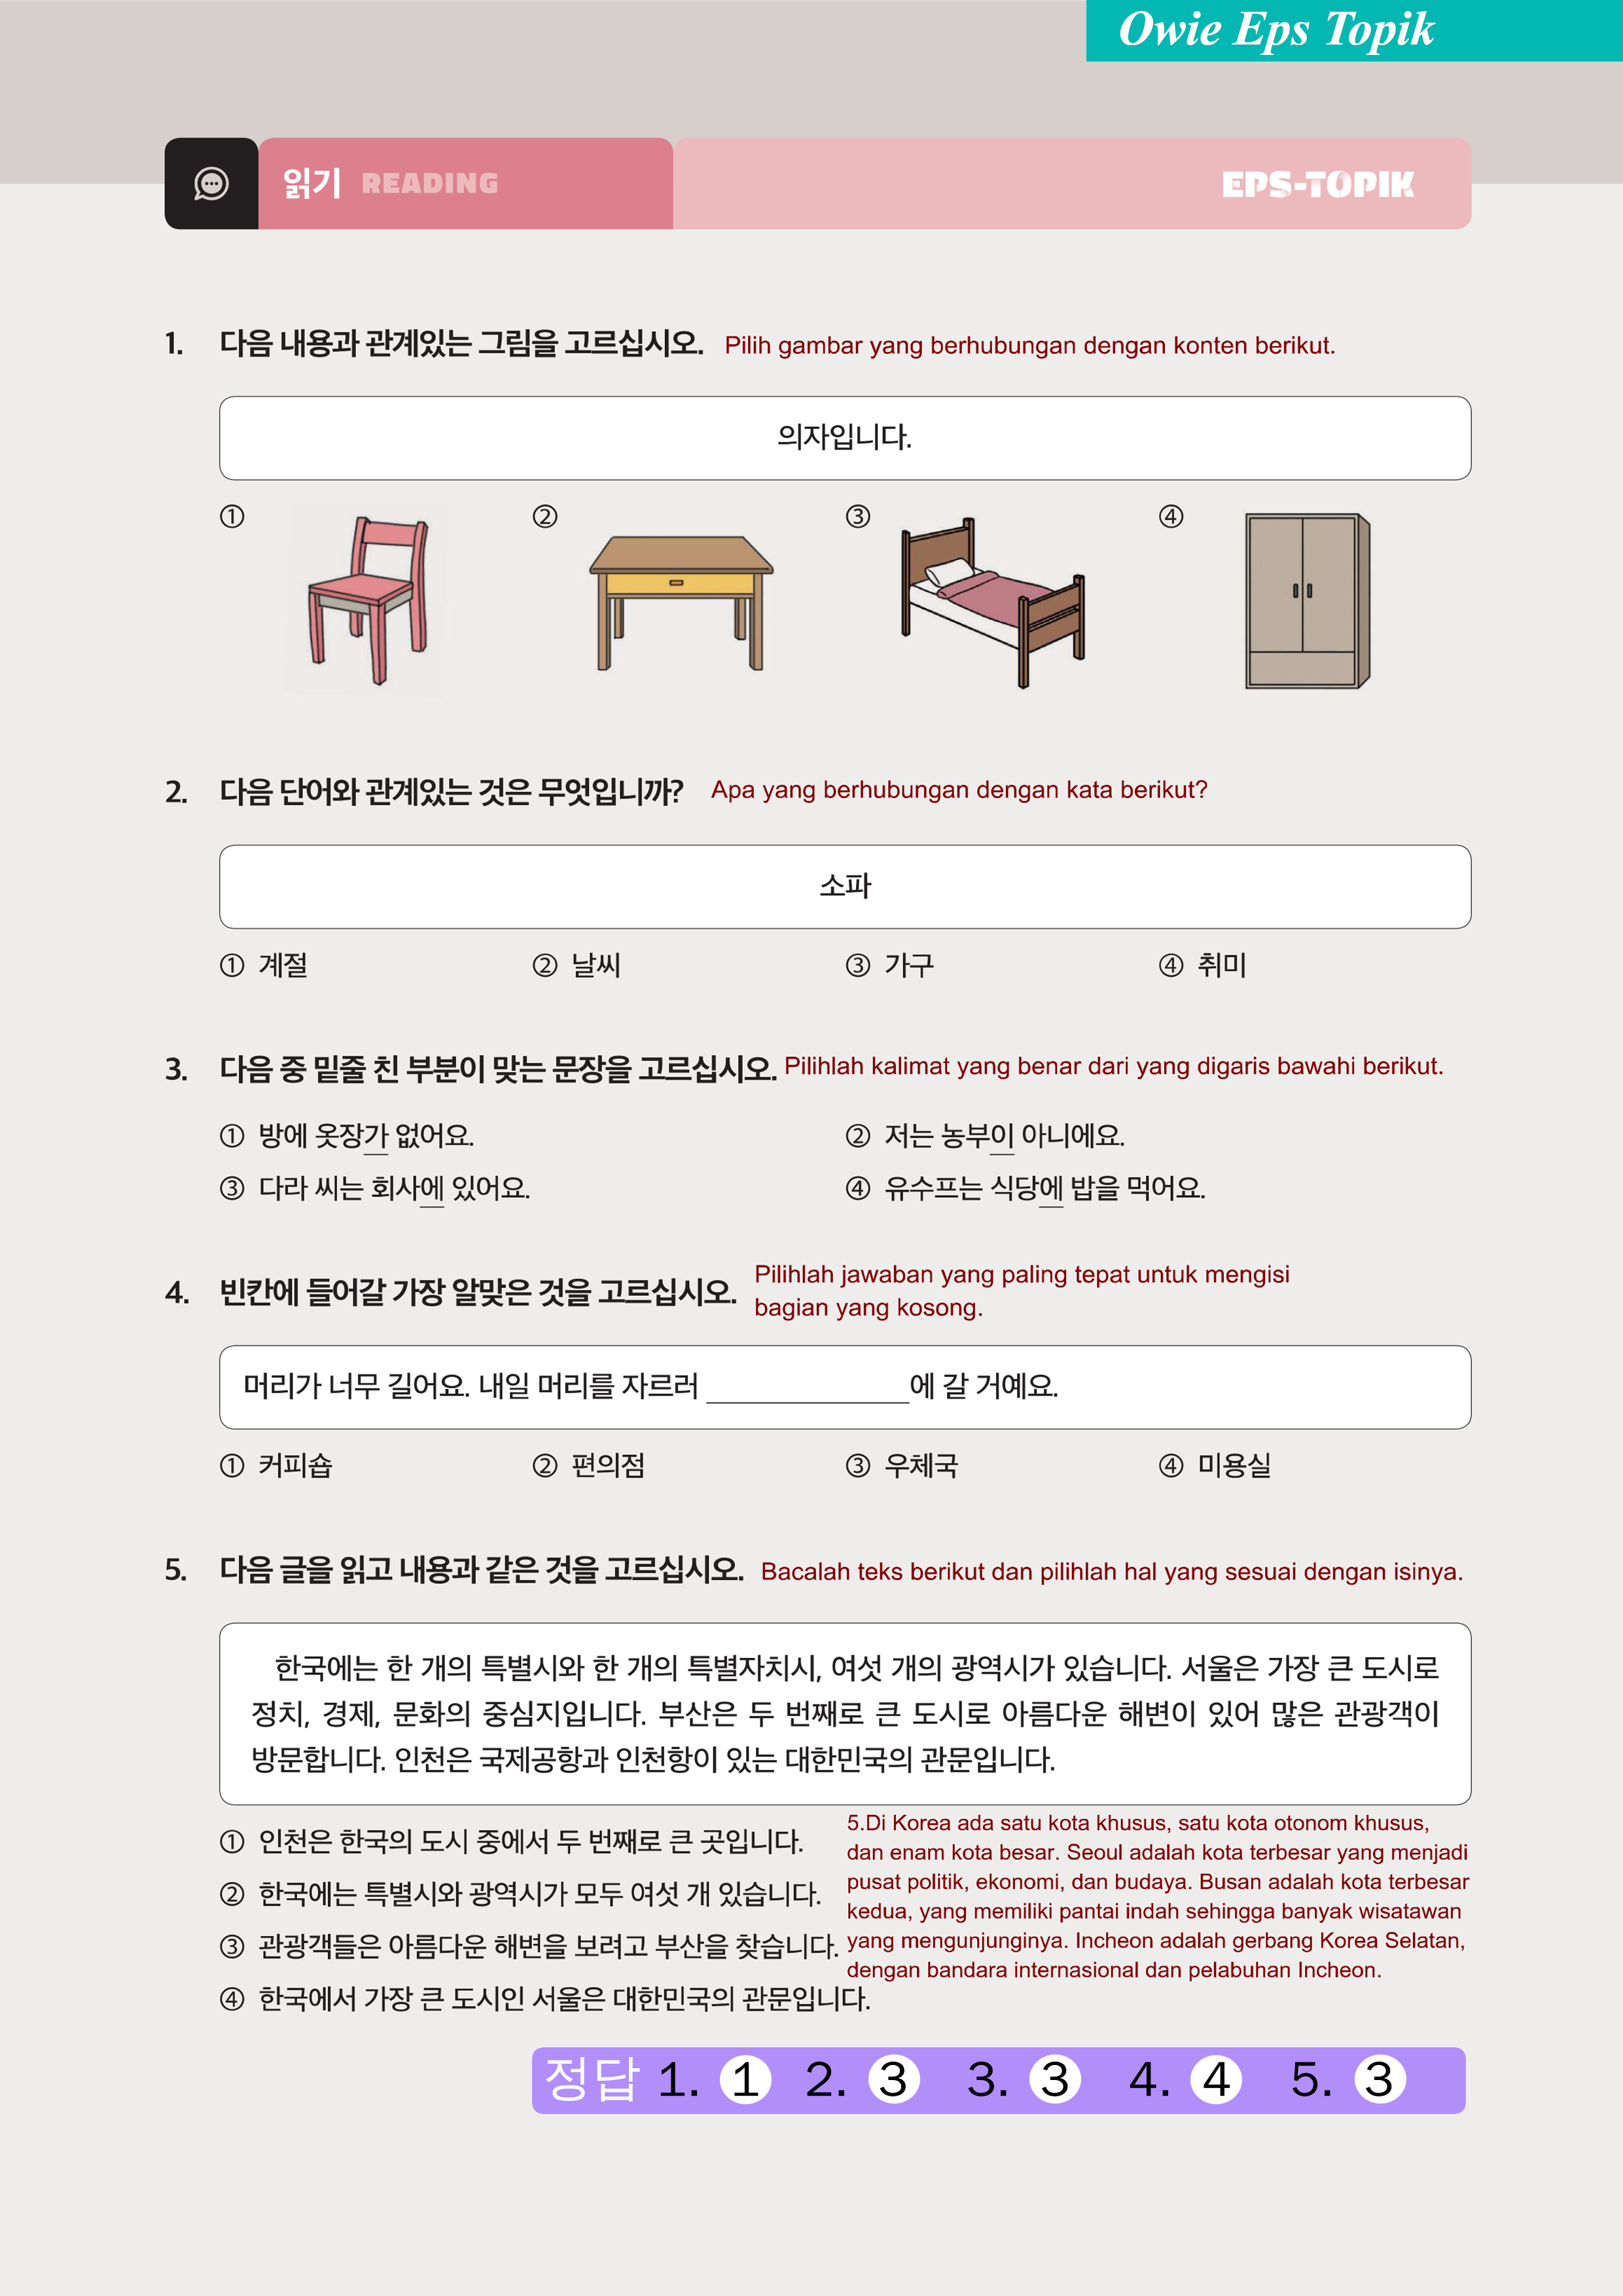 Owie Eps Topik
읽기 READING EPS-TOPIK
1. 다음 내용과 관계있는 그림을 고르십시오. Pilih gambar yang berhubungan dengan konten berikut.
의자입니다.
① ② ③ ④
2. 다음 단어와 관계있는 것은 무엇입니까? Apa yang berhubungan dengan kata berikut?
소파
① 계절 ② 날씨 ③ 가구 ④ 취미
3. 다음 중 밑줄 친 부분이 맞는 문장을 고르십시오. Pilihlah kalimat yang benar dari yang digaris bawahi berikut.
① 방에 옷장가 없어요. ② 저는 농부이 아니에요.
③ 다라 씨는 회사에 있어요. ④ 유수프는 식당에 밥을 먹어요.
4. 빈칸에 들어갈 가장 알맞은 것을 고르십시오. Pilihlah jawaban yang paling tepat untuk mengisi
bagian yang kosong.
머리가 너무 길어요. 내일 머리를 자르러 ____________에 갈 거예요.
① 커피숍 ② 편의점 ③ 우체국 ④ 미용실
5. 다음 글을 읽고 내용과 같은 것을 고르십시오. Bacalah teks berikut dan pilihlah hal yang sesuai dengan isinya.
한국에는 한 개의 특별시와 한 개의 특별자치시, 여섯 개의 광역시가 있습니다. 서울은 가장 큰 도시로
정치, 경제, 문화의 중심지입니다. 부산은 두 번째로 큰 도시로 아름다운 해변이 있어 많은 관광객이
방문합니다. 인천은 국제공항과 인천항이 있는 대한민국의 관문입니다.
① 인천은 한국의 도시 중에서 두 번째로 큰 곳입니다.
② 한국에는 특별시와 광역시가 모두 여섯 개 있습니다.
③ 관광객들은 아름다운 해변을 보려고 부산을 찾습니다.
④ 한국에서 가장 큰 도시인 서울은 대한민국의 관문입니다.
5.Di Korea ada satu kota khusus, satu kota otonom khusus,
dan enam kota besar. Seoul adalah kota terbesar yang menjadi
pusat politik, ekonomi, dan budaya. Busan adalah kota terbesar
kedua, yang memiliki pantai indah sehingga banyak wisatawan
yang mengunjunginya. Incheon adalah gerbang Korea Selatan,
dengan bandara internasional dan pelabuhan Incheon.
정답 1. ① 2. ③ 3. ③ 4. ④ 5. ③